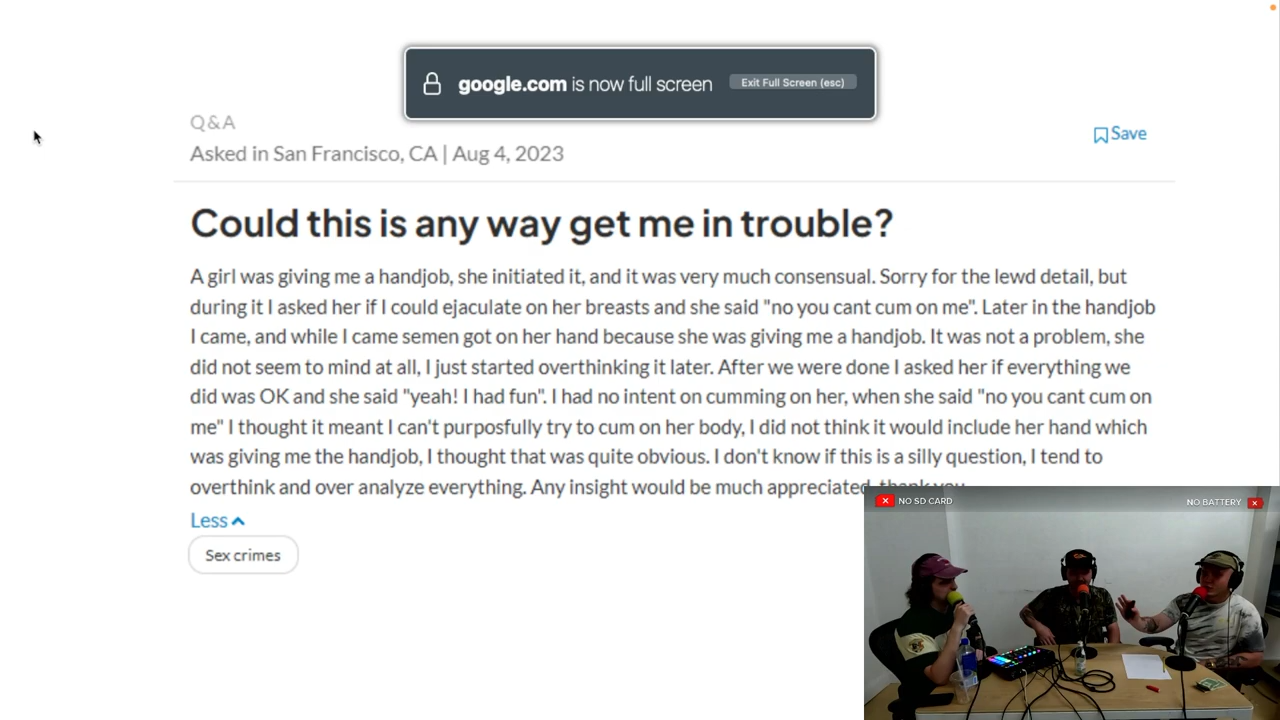 google.com is now full screen
Exit Full Screen (esc)
Q&A
Save
Asked in San Francisco, CA | Aug 4, 2023
Could this is any way get me in trouble?
A girl was giving me a handjob, she initiated it, and it was very much consensual. Sorry for the lewd detail, but
during it I asked her if I could ejaculate on her breasts and she said "no you cant cum on me". Later in the handjob
I came, and while I came semen got on her hand because she was giving me a handjob. It was not a problem, she
did not seem to mind at all, I just started overthinking it later. After we were done I asked her if everything we
did was OK and she said "yeah! I had fun". I had no intent on cumming on her, when she said "no you cant cum on
me" I thought it meant I can't purposfully try to cum on her body, I did not think it would include her hand which
was giving me the handjob, I thought that was quite obvious. I don't know if this is a silly question, I tend to
overthink and over analyze everything. Any insight would be much appreciated, thank you
Less
Sex crimes
NO SD CARD
NO BATTERY